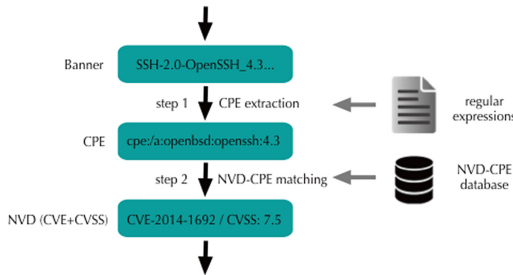 Banner
SSH-2.0-OpenSSH_4.3...
step 1 CPE extraction
regular
expressions
CPE
cpe:/a:openbsd:openssh:4.3
step 2 NVD-CPE matching
NVD-CPE
database
NVD (CVE+CVSS)
CVE-2014-1692 / CVSS: 7.5